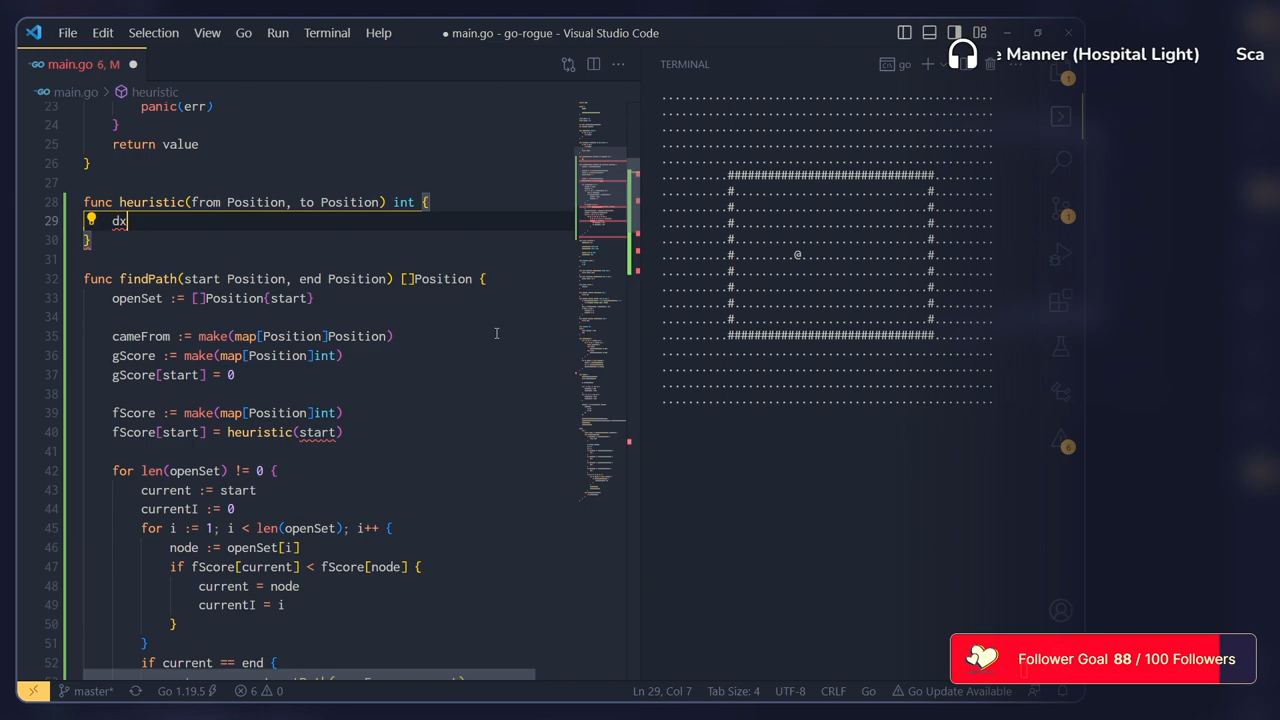 File Edit Selection View Go Run Terminal Help
● main.go - go-rogue - Visual Studio Code
e Manner (Hospital Light) Sca
main.go 6, M ●
TERMINAL
go
main.go > heuristic
23 panic(err)
24 }
25 return value
26 }
27
28 func heuristic(from Position, to Position) int {
29 dx
30 }
31
32 func findPath(start Position, end Position) []Position {
33 openSet := []Position{start}
34
35 cameFrom := make(map[Position]Position)
36 gScore := make(map[Position]int)
37 gScore[start] = 0
38
39 fScore := make(map[Position]int)
40 fScore[start] = heuristic(start)
41
42 for len(openSet) != 0 {
43 current := start
44 currentI := 0
45 for i := 1; i < len(openSet); i++ {
46 node := openSet[i]
47 if fScore[current] < fScore[node] {
48 current = node
49 currentI = i
50 }
51 }
52 if current == end {
1
1
6
Follower Goal 88 / 100 Followers
master* Go 1.19.5 6 0 Ln 29, Col 7 Tab Size: 4 UTF-8 CRLF Go Go Update Available